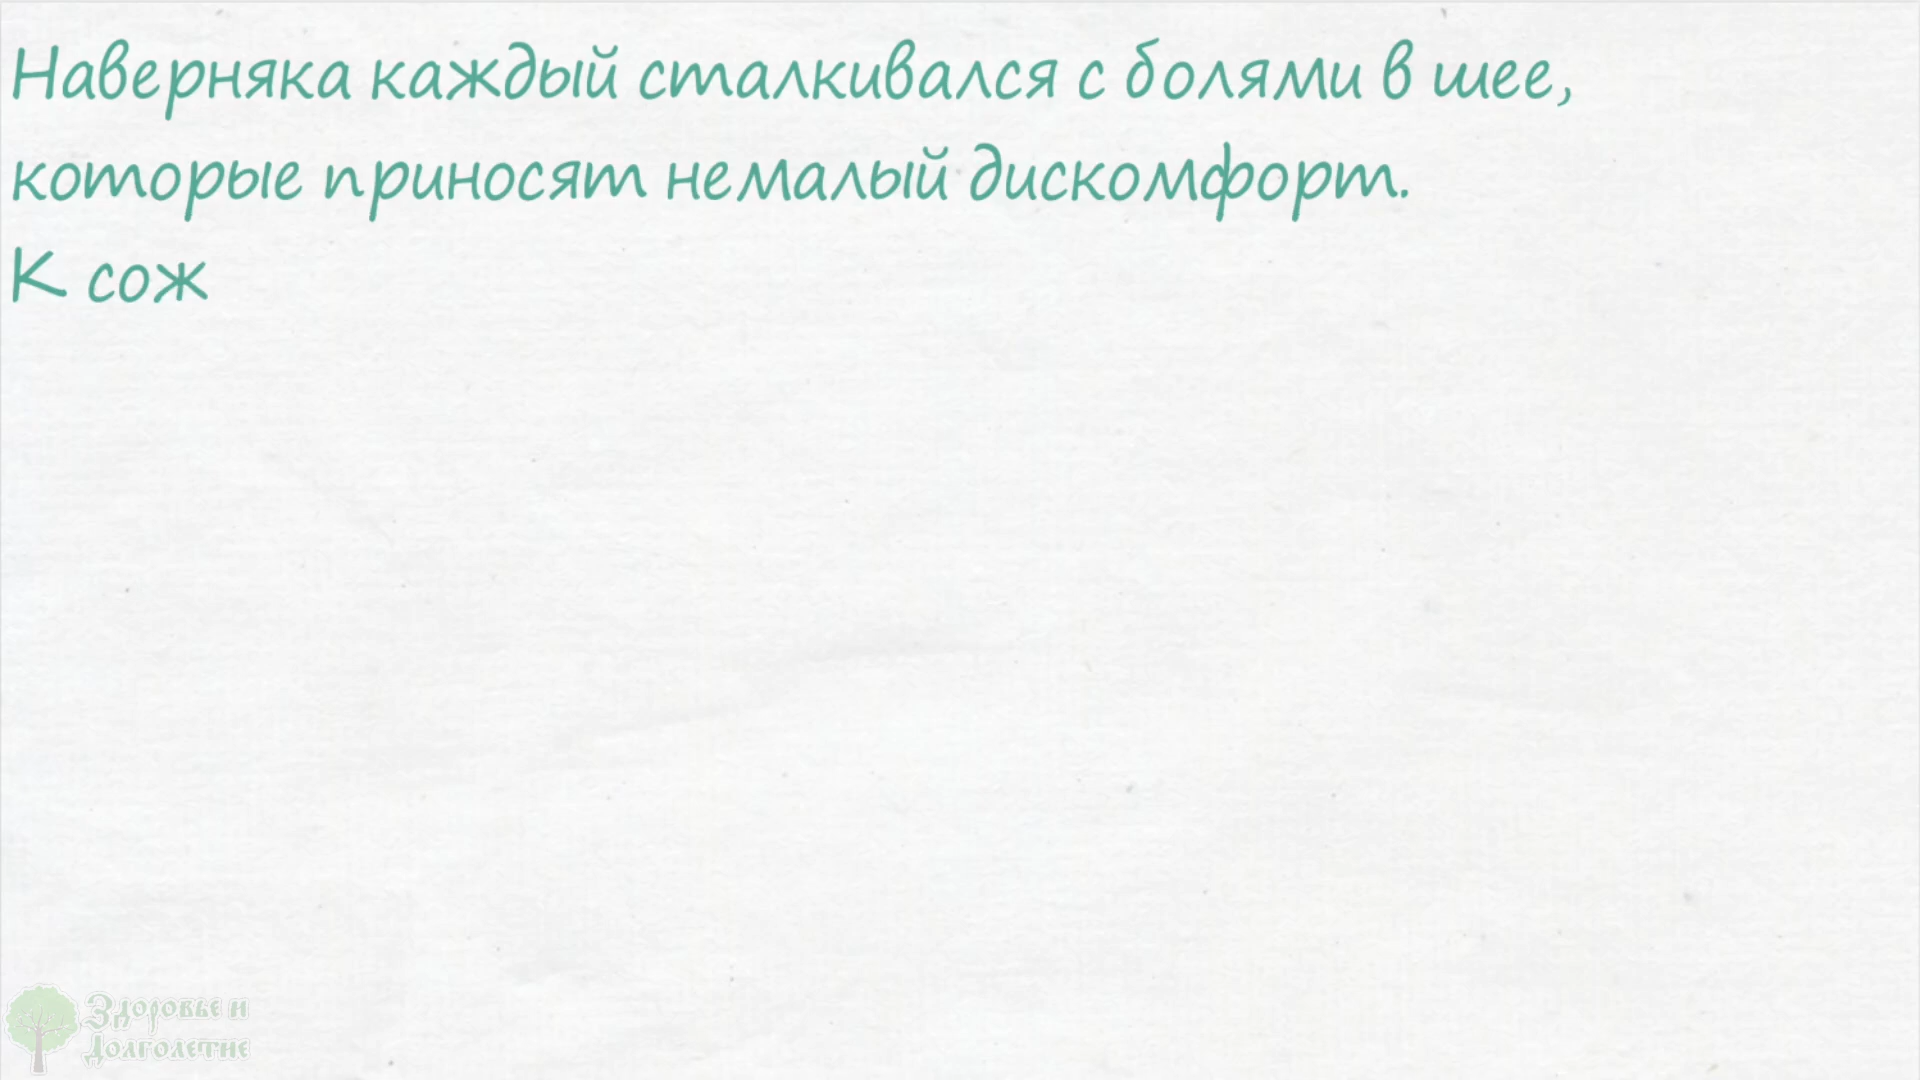 Наверняка каждый сталкивался с болями в шее,
которые приносят немалый дискомфорт.
К сож
Здоровье и
Долголетие